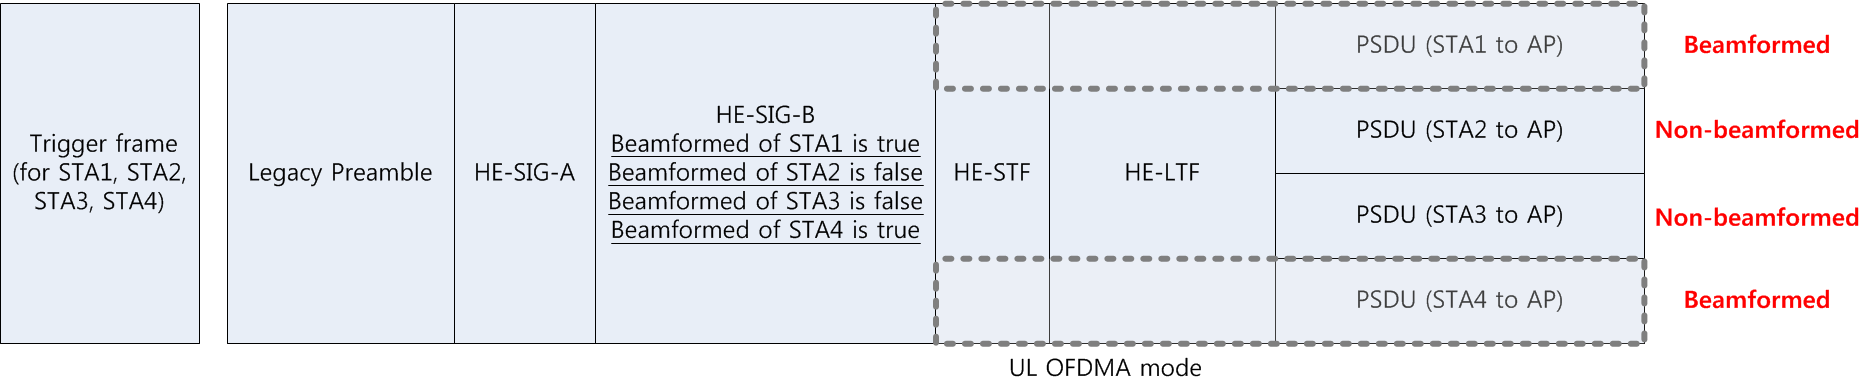 Trigger frame
(for STA1, STA2,
STA3, STA4)
Legacy Preamble
HE-SIG-A
HE-SIG-B
Beamformed of STA1 is true
Beamformed of STA2 is false
Beamformed of STA3 is false
Beamformed of STA4 is true
HE-STF
HE-LTF
PSDU (STA1 to AP)
Beamformed
PSDU (STA2 to AP)
Non-beamformed
PSDU (STA3 to AP)
Non-beamformed
PSDU (STA4 to AP)
Beamformed
UL OFDMA mode